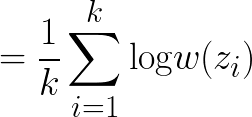 = \frac{1}{k} \sum_{i=1}^{k} \log w(z_i)